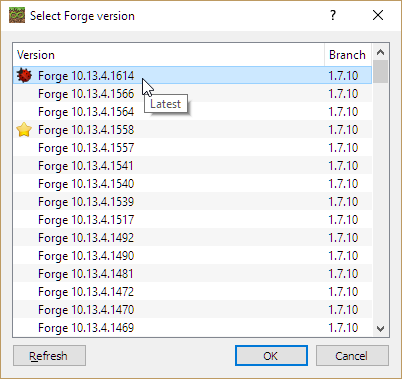 Select Forge version
?
Version Branch
Forge 10.13.4.1614 1.7.10
Forge 10.13.4.1566 1.7.10
Latest
Forge 10.13.4.1564 1.7.10
Forge 10.13.4.1558 1.7.10
Forge 10.13.4.1557 1.7.10
Forge 10.13.4.1541 1.7.10
Forge 10.13.4.1540 1.7.10
Forge 10.13.4.1539 1.7.10
Forge 10.13.4.1517 1.7.10
Forge 10.13.4.1492 1.7.10
Forge 10.13.4.1490 1.7.10
Forge 10.13.4.1481 1.7.10
Forge 10.13.4.1472 1.7.10
Forge 10.13.4.1470 1.7.10
Forge 10.13.4.1469 1.7.10
Refresh OK Cancel